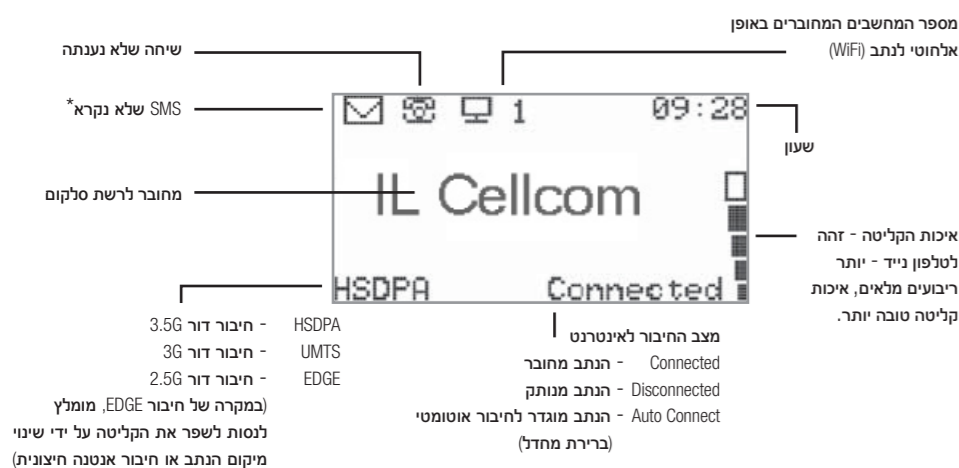 מספר המחשבים המחוברים באופן
אלחוטי לנתב (WiFi)
שיחה שלא נענתה
SMS שלא נקרא*
1
09:28
שעון
IL Cellcom
מחובר לרשת סלקום
איכות הקליטה - זהה
לטלפון נייד - יותר
ריבועים מלאים, איכות
קליטה טובה יותר.
HSDPA
Connected
מצב החיבור לאינטרנט
Connected - הנתב מחובר
Disconnected - הנתב מנותק
Auto Connect - הנתב מוגדר לחיבור אוטומטי
(ברירת מחדל)
HSDPA - חיבור דור 3.5G
UMTS - חיבור דור 3G
EDGE - חיבור דור 2.5G
(במקרה של חיבור EDGE, מומלץ
לנסות לשפר את הקליטה על ידי שינוי
מיקום הנתב או חיבור אנטנה חיצונית)